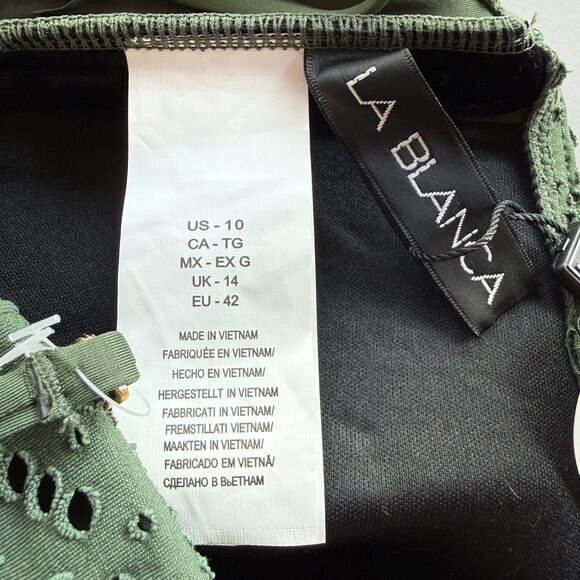 LA BLANCA
US - 10
CA - TG
MX - EX G
UK - 14
EU - 42
MADE IN VIETNAM
FABRIQUÉE EN VIETNAM/
HECHO EN VIETNAM/
HERGESTELLT IN VIETNAM/
FABBRICATI IN VIETNAM/
FREMSTILLATI VIETNAM/
MAAKTEN IN VIETNAM/
FABRICADO EM VIETNÃ/
СДЕЛАНО В ВЬЕТНАМ